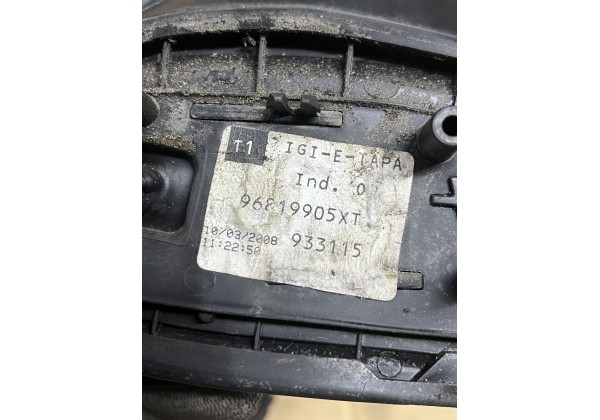 T1 IGI-E-TAPA
Ind. 0
96819905XT
10/03/2008 933115
11:22:50